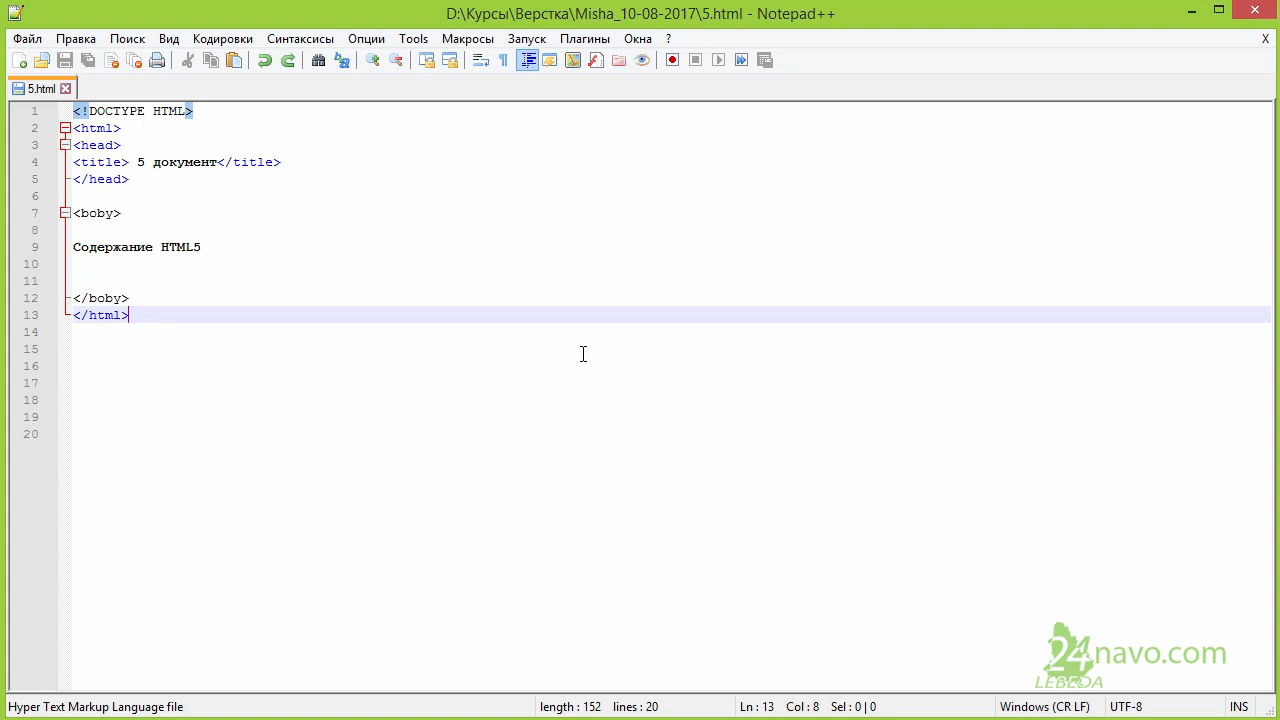 D:\Курсы\Верстка\Misha_10-08-2017\5.html - Notepad++
Файл Правка Поиск Вид Кодировки Синтаксисы Опции Tools Макросы Запуск Плагины Окна ? X
5.html
1 <!DOCTYPE HTML>
2 <html>
3 <head>
4 <title> 5 документ</title>
5 </head>
6
7 <boby>
8
9 Содержание HTML5
10
11
12 </boby>
13 </html>
14
15
16
17
18
19
20
24navo.com
LEBEDA
Hyper Text Markup Language file length : 152 lines : 20 Ln : 13 Col : 8 Sel : 0 | 0 Windows (CR LF) UTF-8 INS